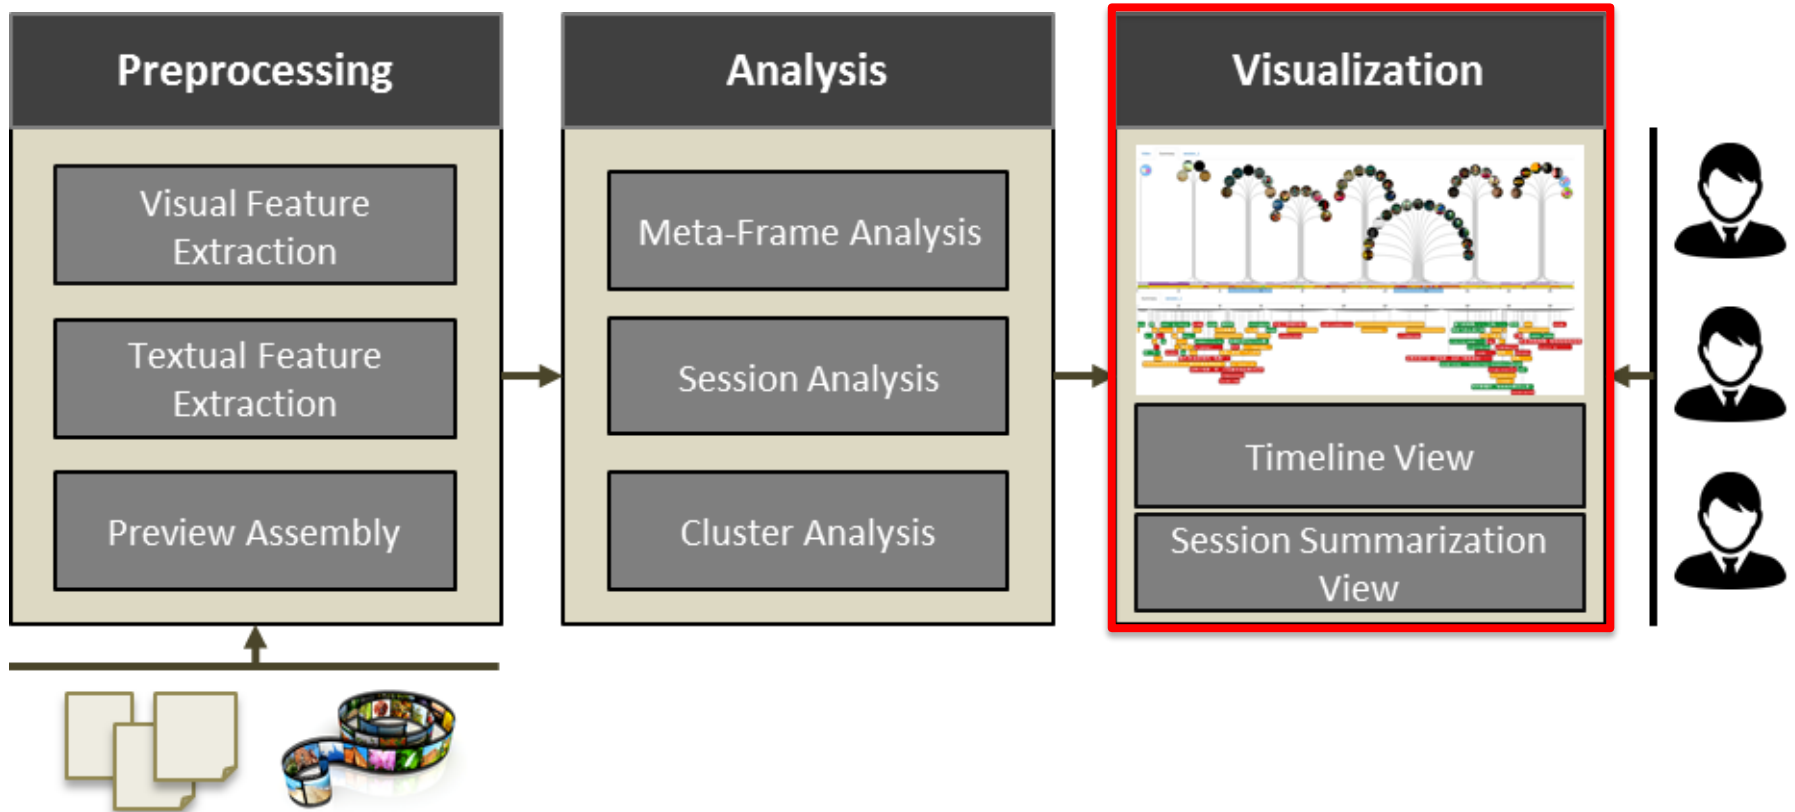 Preprocessing
Visual Feature
Extraction
Textual Feature
Extraction
Preview Assembly
Analysis
Meta-Frame Analysis
Session Analysis
Cluster Analysis
Visualization
Timeline View
Session Summarization
View